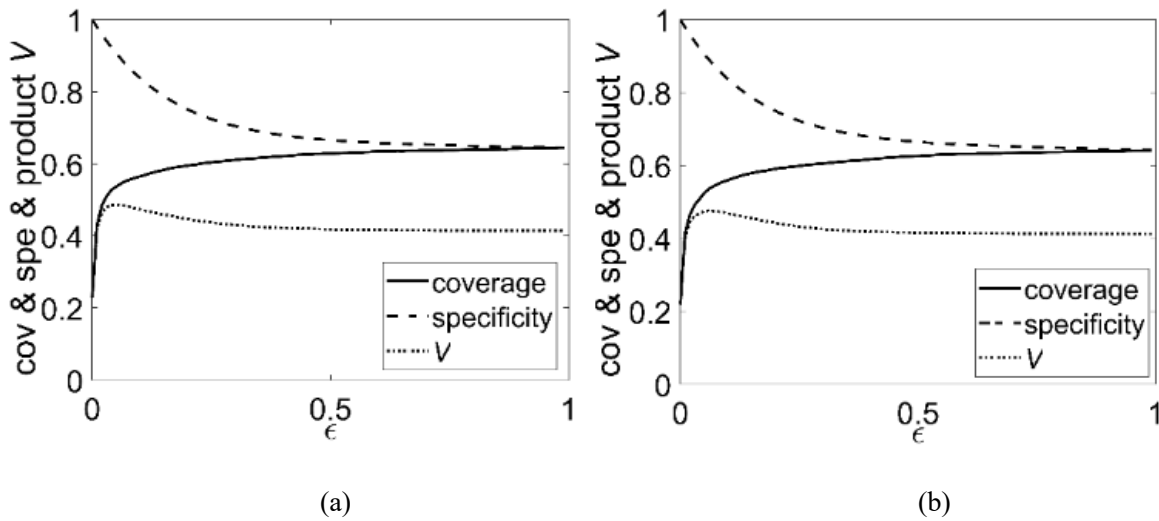 cov & spe & product V
1
0.8
0.6
0.4
0.2
0
0
0.5
1
ϵ
coverage
specificity
V
(a)
cov & spe & product V
1
0.8
0.6
0.4
0.2
0
0
0.5
1
ϵ
coverage
specificity
V
(b)